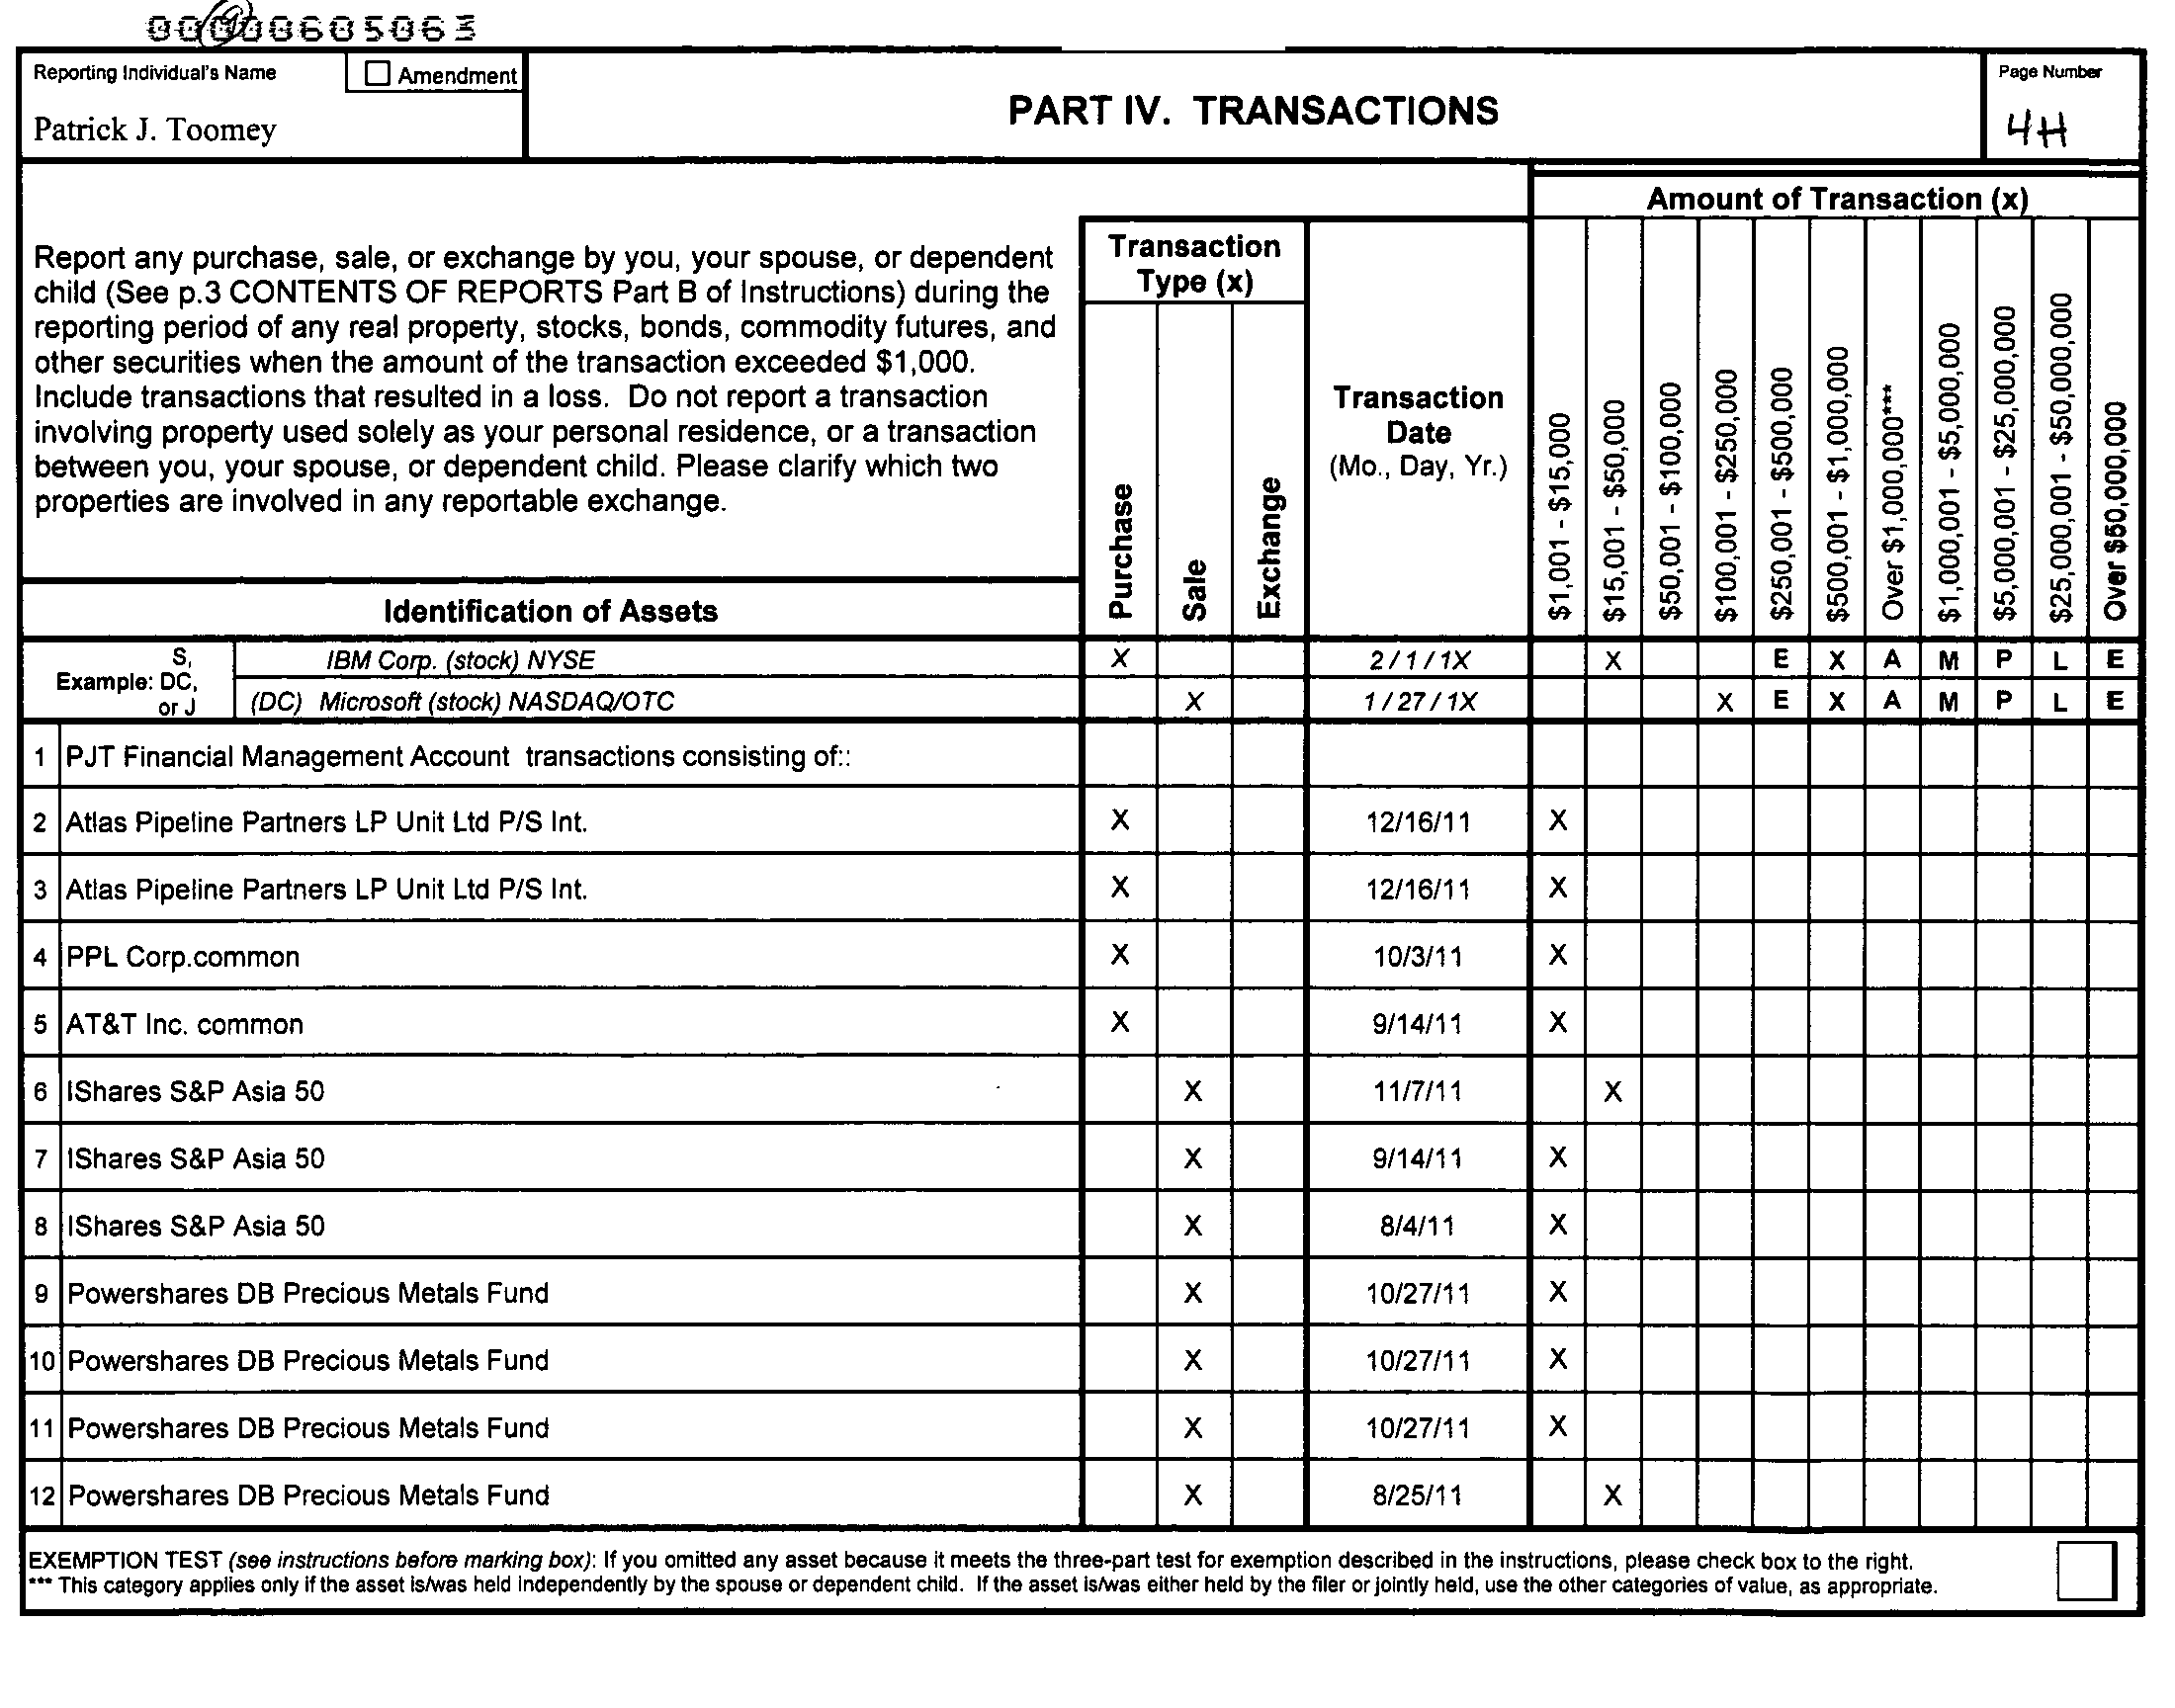 000000605063
Reporting Individual's Name
Amendment
Patrick J. Toomey
PART IV. TRANSACTIONS
Page Number
4H
Report any purchase, sale, or exchange by you, your spouse, or dependent
child (See p.3 CONTENTS OF REPORTS Part B of Instructions) during the
reporting period of any real property, stocks, bonds, commodity futures, and
other securities when the amount of the transaction exceeded $1,000.
Include transactions that resulted in a loss. Do not report a transaction
involving property used solely as your personal residence, or a transaction
between you, your spouse, or dependent child. Please clarify which two
properties are involved in any reportable exchange.
Identification of Assets
Transaction
Type (x)
Purchase
Sale
Exchange
Transaction
Date
(Mo., Day, Yr.)
Amount of Transaction (x)
$1,001 - $15,000
$15,001 - $50,000
$50,001 - $100,000
$100,001 - $250,000
$250,001 - $500,000
$500,001 - $1,000,000
Over $1,000,000***
$1,000,001 - $5,000,000
$5,000,001 - $25,000,000
$25,000,001 - $50,000,000
Over $50,000,000
Example: S, DC, or J
IBM Corp. (stock) NYSE X 2/1/1X X E X A M P L E
(DC) Microsoft (stock) NASDAQ/OTC X 1/27/1X X E X A M P L E
1 PJT Financial Management Account transactions consisting of::
2 Atlas Pipeline Partners LP Unit Ltd P/S Int. X 12/16/11 X
3 Atlas Pipeline Partners LP Unit Ltd P/S Int. X 12/16/11 X
4 PPL Corp.common X 10/3/11 X
5 AT&T Inc. common X 9/14/11 X
6 IShares S&P Asia 50 X 11/7/11 X
7 IShares S&P Asia 50 X 9/14/11 X
8 IShares S&P Asia 50 X 8/4/11 X
9 Powershares DB Precious Metals Fund X 10/27/11 X
10 Powershares DB Precious Metals Fund X 10/27/11 X
11 Powershares DB Precious Metals Fund X 10/27/11 X
12 Powershares DB Precious Metals Fund X 8/25/11 X
EXEMPTION TEST (see instructions before marking box): If you omitted any asset because it meets the three-part test for exemption described in the instructions, please check box to the right.
*** This category applies only if the asset is/was held independently by the spouse or dependent child. If the asset is/was either held by the filer or jointly held, use the other categories of value, as appropriate.